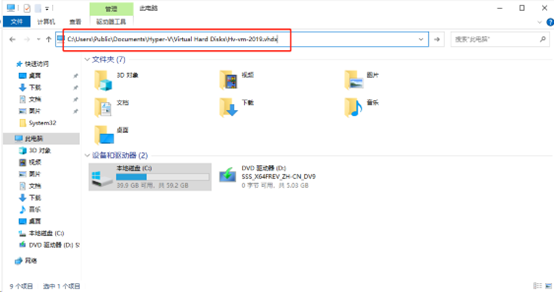 管理
此电脑
文件
计算机
查看
驱动器工具
C:\Users\Public\Documents\Hyper-V\Virtual Hard Disks\Hv-vm-2019.vhdx
搜索"此电脑"
快速访问
桌面
下载
文档
图片
System32
此电脑
3D 对象
视频
图片
文档
下载
音乐
桌面
本地磁盘 (C:)
DVD 驱动器 (D:) SS
网络
文件夹 (7)
3D 对象
视频
图片
文档
下载
音乐
桌面
设备和驱动器 (2)
本地磁盘 (C:)
39.9 GB 可用，共 59.2 GB
DVD 驱动器 (D:)
SSS_X64FREV_ZH-CN_DV9
0 字节 可用，共 5.03 GB
9 个项目
选中 1 个项目